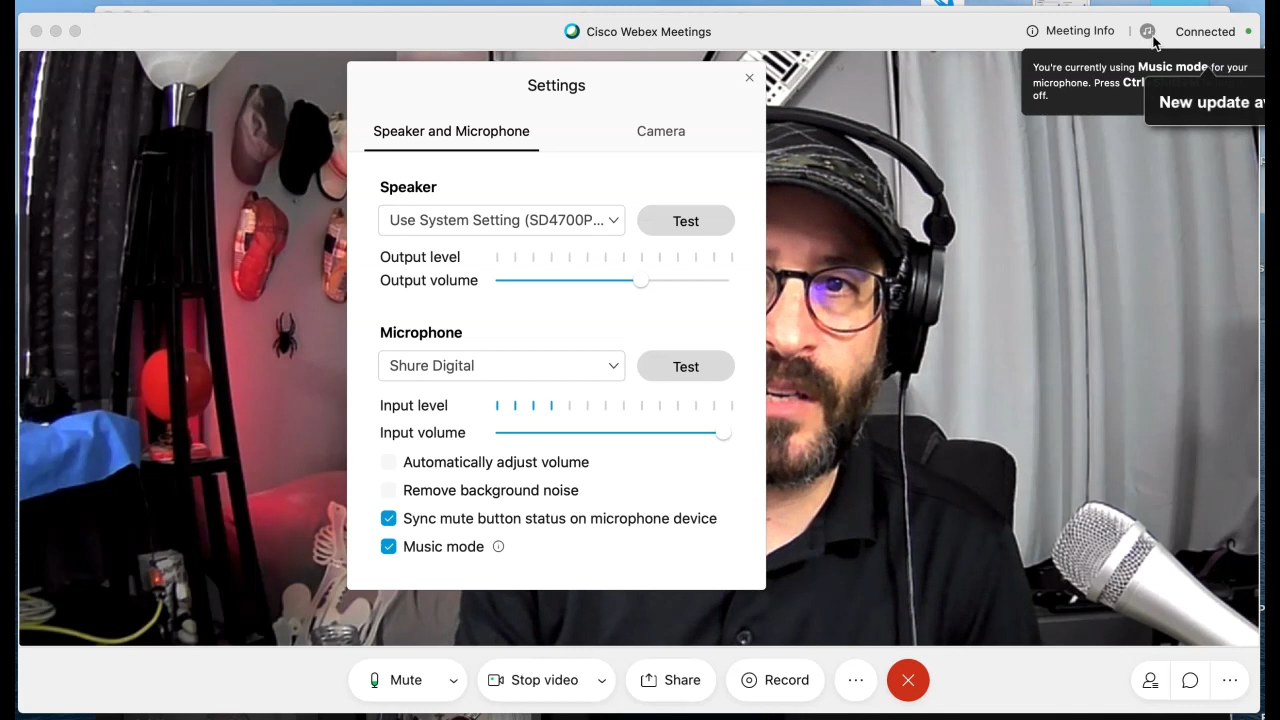 Cisco Webex Meetings
Meeting Info
Connected
You're currently using Music mode for your
microphone. Press Ctrl
off.
New update
Settings
Speaker and Microphone
Camera
Speaker
Use System Setting (SD4700P...
Test
Output level
Output volume
Microphone
Shure Digital
Test
Input level
Input volume
Automatically adjust volume
Remove background noise
Sync mute button status on microphone device
Music mode
Mute
Stop video
Share
Record